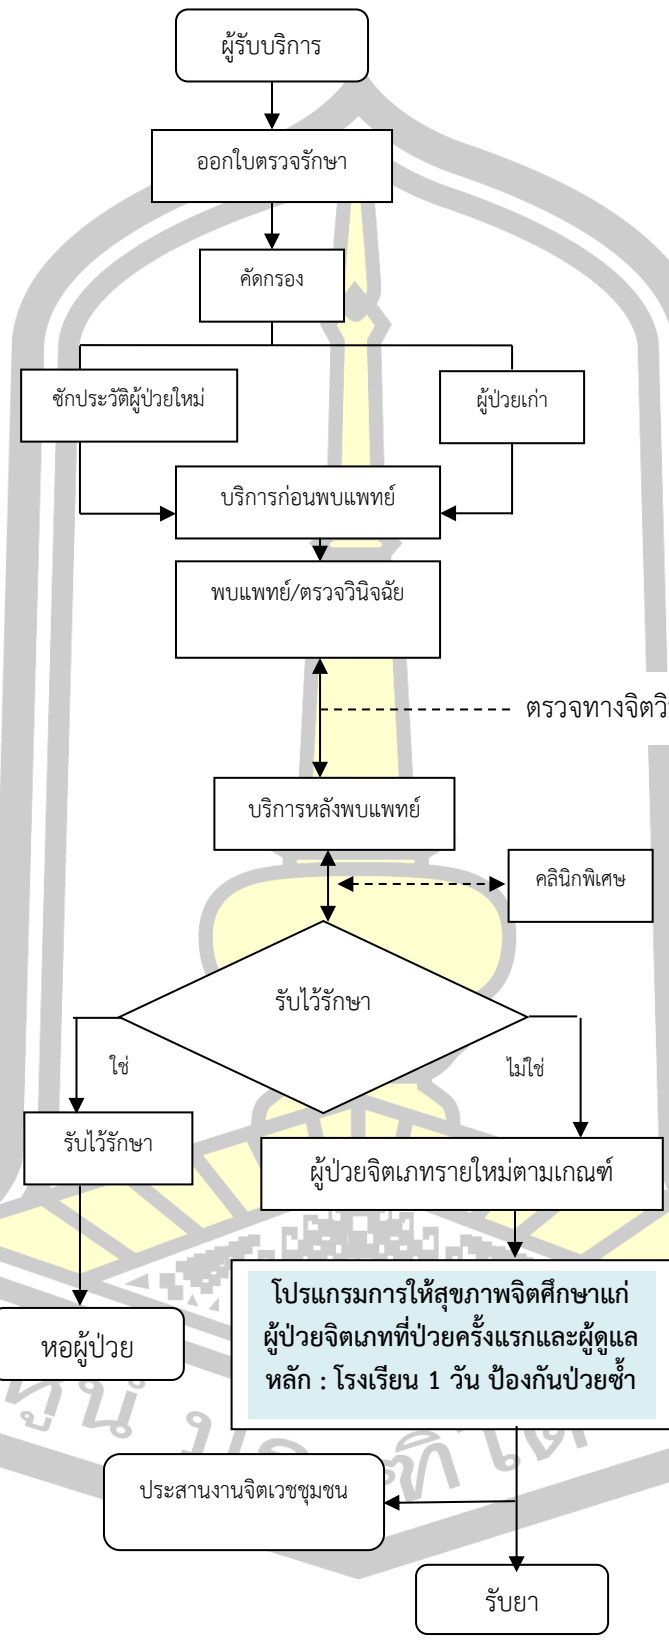 ผู้รับบริการ
ออกใบตรวจรักษา
คัดกรอง
ซักประวัติผู้ป่วยใหม่
ผู้ป่วยเก่า
บริการก่อนพบแพทย์
พบแพทย์/ตรวจวินิจฉัย
ตรวจทางจิตวิ
บริการหลังพบแพทย์
คลินิกพิเศษ
รับไว้รักษา
ใช่
ไม่ใช่
รับไว้รักษา
ผู้ป่วยจิตเภทรายใหม่ตามเกณฑ์
โปรแกรมการให้สุขภาพจิตศึกษาแก่
ผู้ป่วยจิตเภทที่ป่วยครั้งแรกและผู้ดูแล
หลัก : โรงเรียน 1 วัน ป้องกันป่วยซ้ำ
หอผู้ป่วย
ประสานงานจิตเวชชุมชน
รับยา